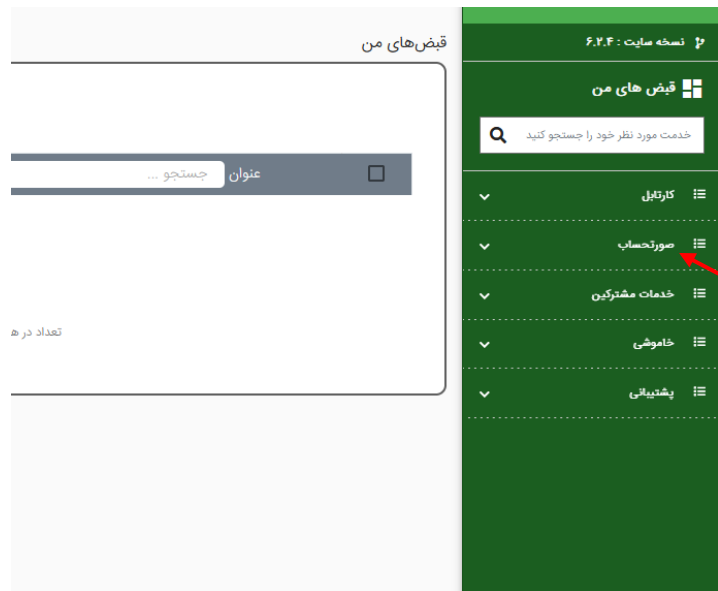 نسخه سایت : ۶.۲.۴
قبض های من
خدمت مورد نظر خود را جستجو کنید
کارتابل
صورتحساب
خدمات مشترکین
خاموشی
پشتیبانی
قبض‌های من
عنوان جستجو ...
تعداد در